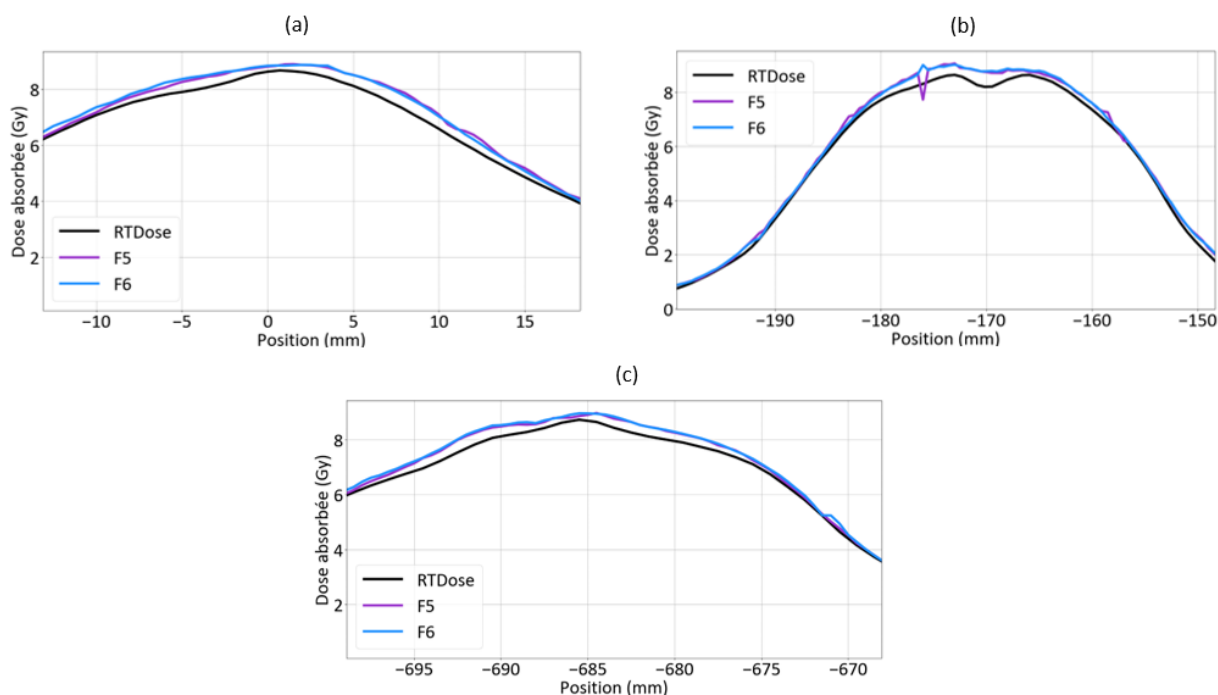 (a)
Dose absorbée (Gy)
8
6
4
2
RTDose
F5
F6
−10 −5 0 5 10 15
Position (mm)
(b)
Dose absorbée (Gy)
8
6
4
2
0
RTDose
F5
F6
−190 −180 −170 −160 −150
Position (mm)
(c)
Dose absorbée (Gy)
8
6
4
2
RTDose
F5
F6
−695 −690 −685 −680 −675 −670
Position (mm)